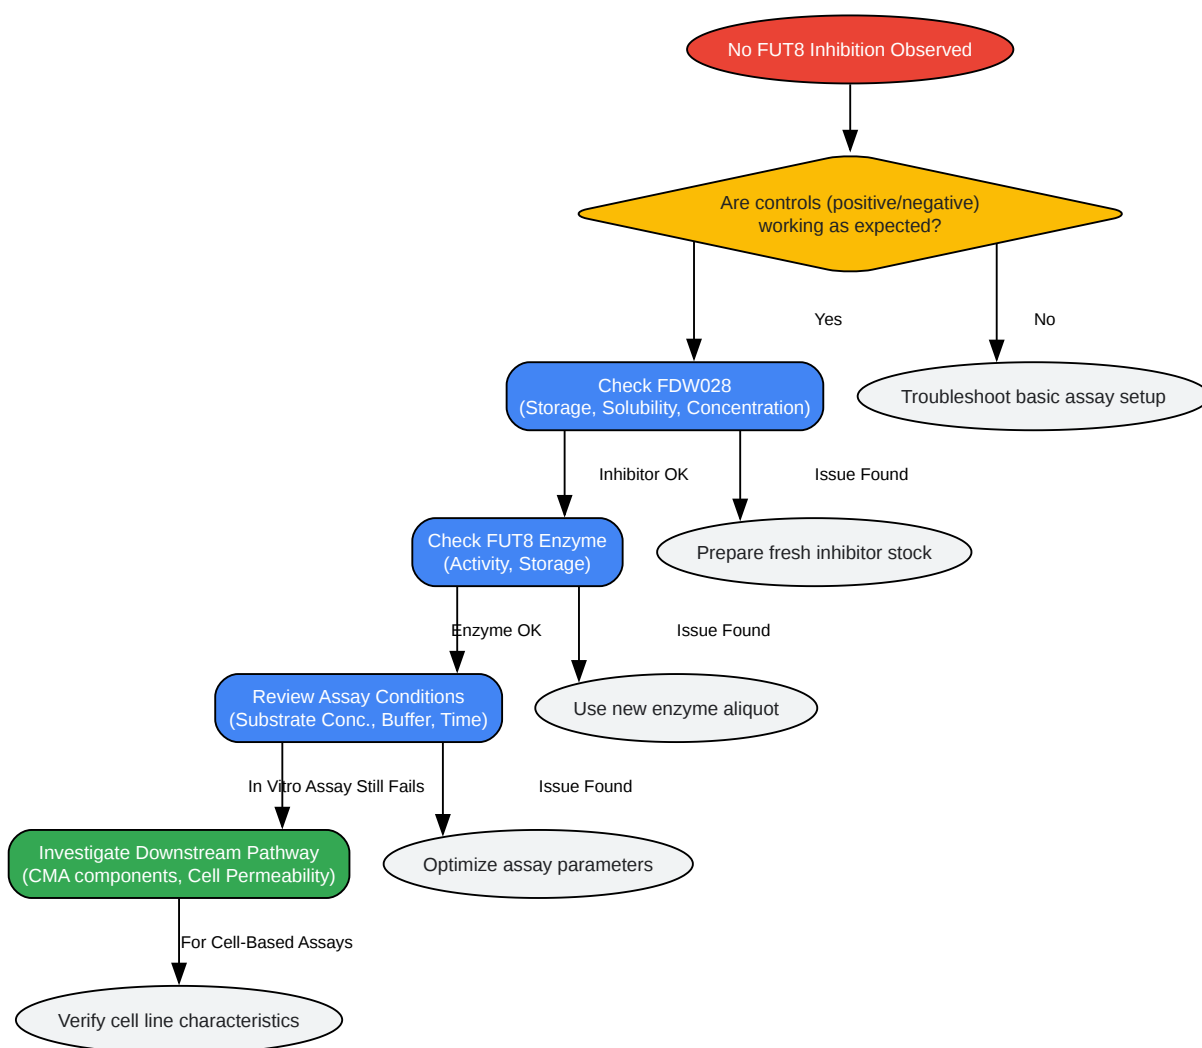 No FUT8 Inhibition Observed
Are controls (positive/negative)
working as expected?
Yes
No
Check FDW028
(Storage, Solubility, Concentration)
Troubleshoot basic assay setup
Inhibitor OK
Issue Found
Check FUT8 Enzyme
(Activity, Storage)
Prepare fresh inhibitor stock
Enzyme OK
Issue Found
Review Assay Conditions
(Substrate Conc., Buffer, Time)
Use new enzyme aliquot
In Vitro Assay Still Fails
Issue Found
Investigate Downstream Pathway
(CMA components, Cell Permeability)
Optimize assay parameters
For Cell-Based Assays
Verify cell line characteristics